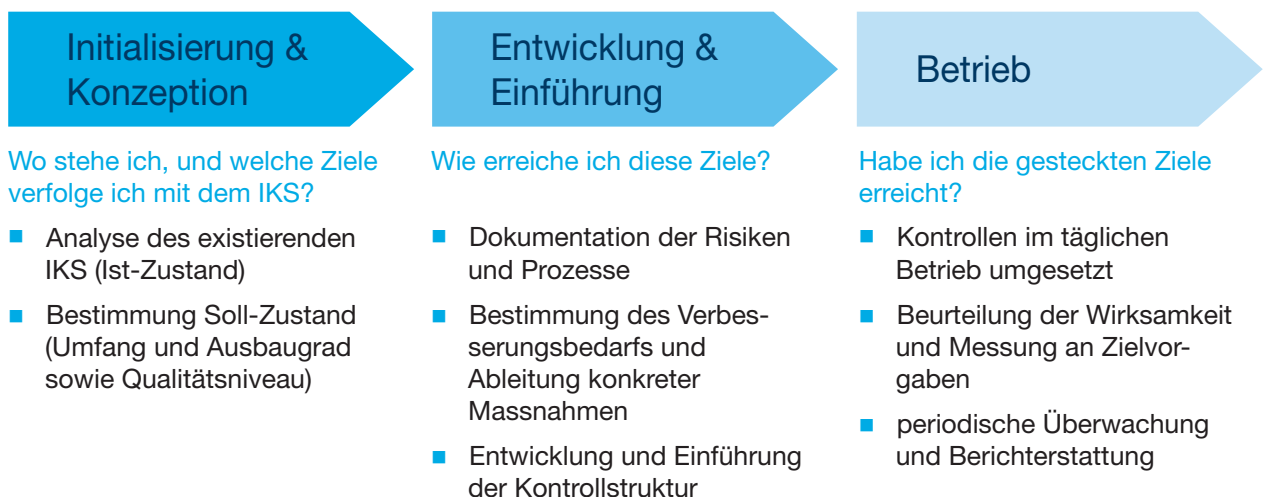 Initialisierung &
Konzeption
Wo stehe ich, und welche Ziele
verfolge ich mit dem IKS?
■ Analyse des existierenden
IKS (Ist-Zustand)
■ Bestimmung Soll-Zustand
(Umfang und Ausbaugrad
sowie Qualitätsniveau)
Entwicklung &
Einführung
Wie erreiche ich diese Ziele?
■ Dokumentation der Risiken
und Prozesse
■ Bestimmung des Verbes-
serungsbedarfs und
Ableitung konkreter
Massnahmen
■ Entwicklung und Einführung
der Kontrollstruktur
Betrieb
Habe ich die gesteckten Ziele
erreicht?
■ Kontrollen im täglichen
Betrieb umgesetzt
■ Beurteilung der Wirksamkeit
und Messung an Zielvor-
gaben
■ periodische Überwachung
und Berichterstattung